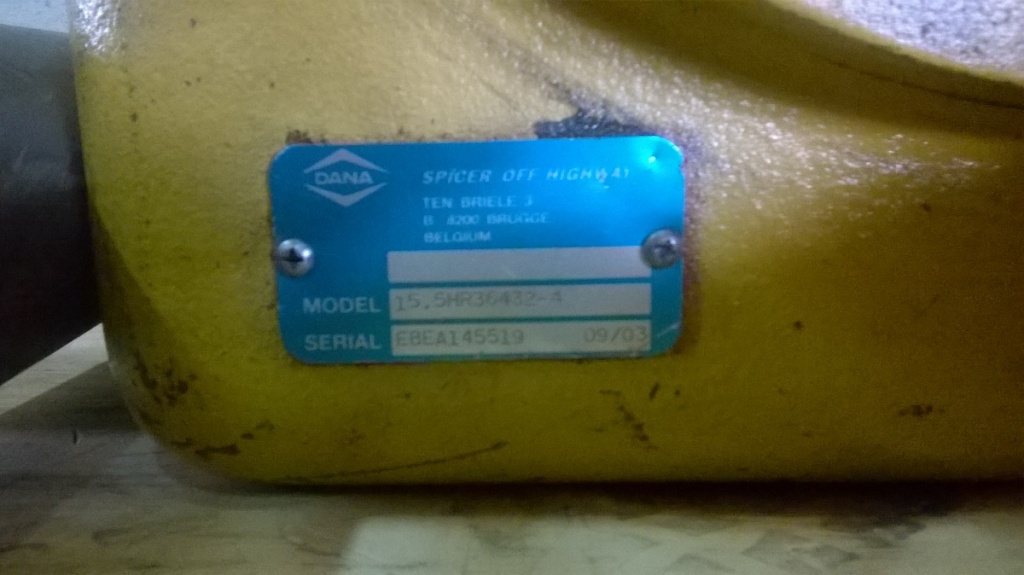 DANA
SPICER OFF HIGHWAY
TEN BRIELE 3
B 8200 BRUGGE
BELGIUM
MODEL 15.5HR36432-4
SERIAL EBEA145519 09/03